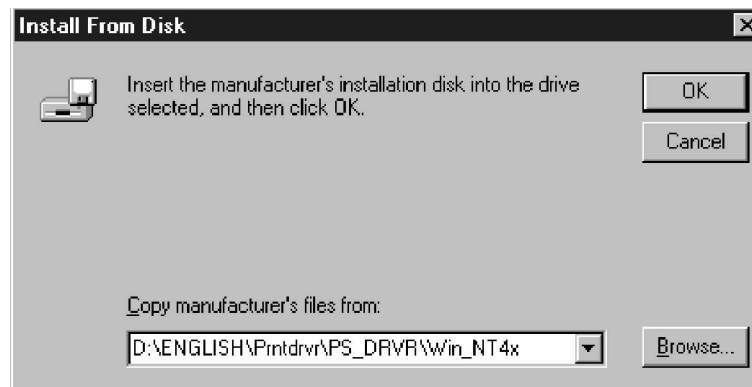 Install From Disk
Insert the manufacturer's installation disk into the drive
selected, and then click OK.
OK
Cancel
Copy manufacturer's files from:
D:\ENGLISH\Prntdrvr\PS_DRVR\Win_NT4x
Browse...